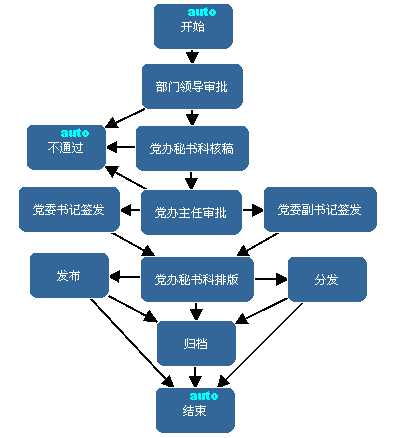 auto
开始
部门领导审批
auto
不通过
党办秘书科核稿
党委书记签发
党办主任审批
党委副书记签发
发布
党办秘书科排版
分发
归档
auto
结束